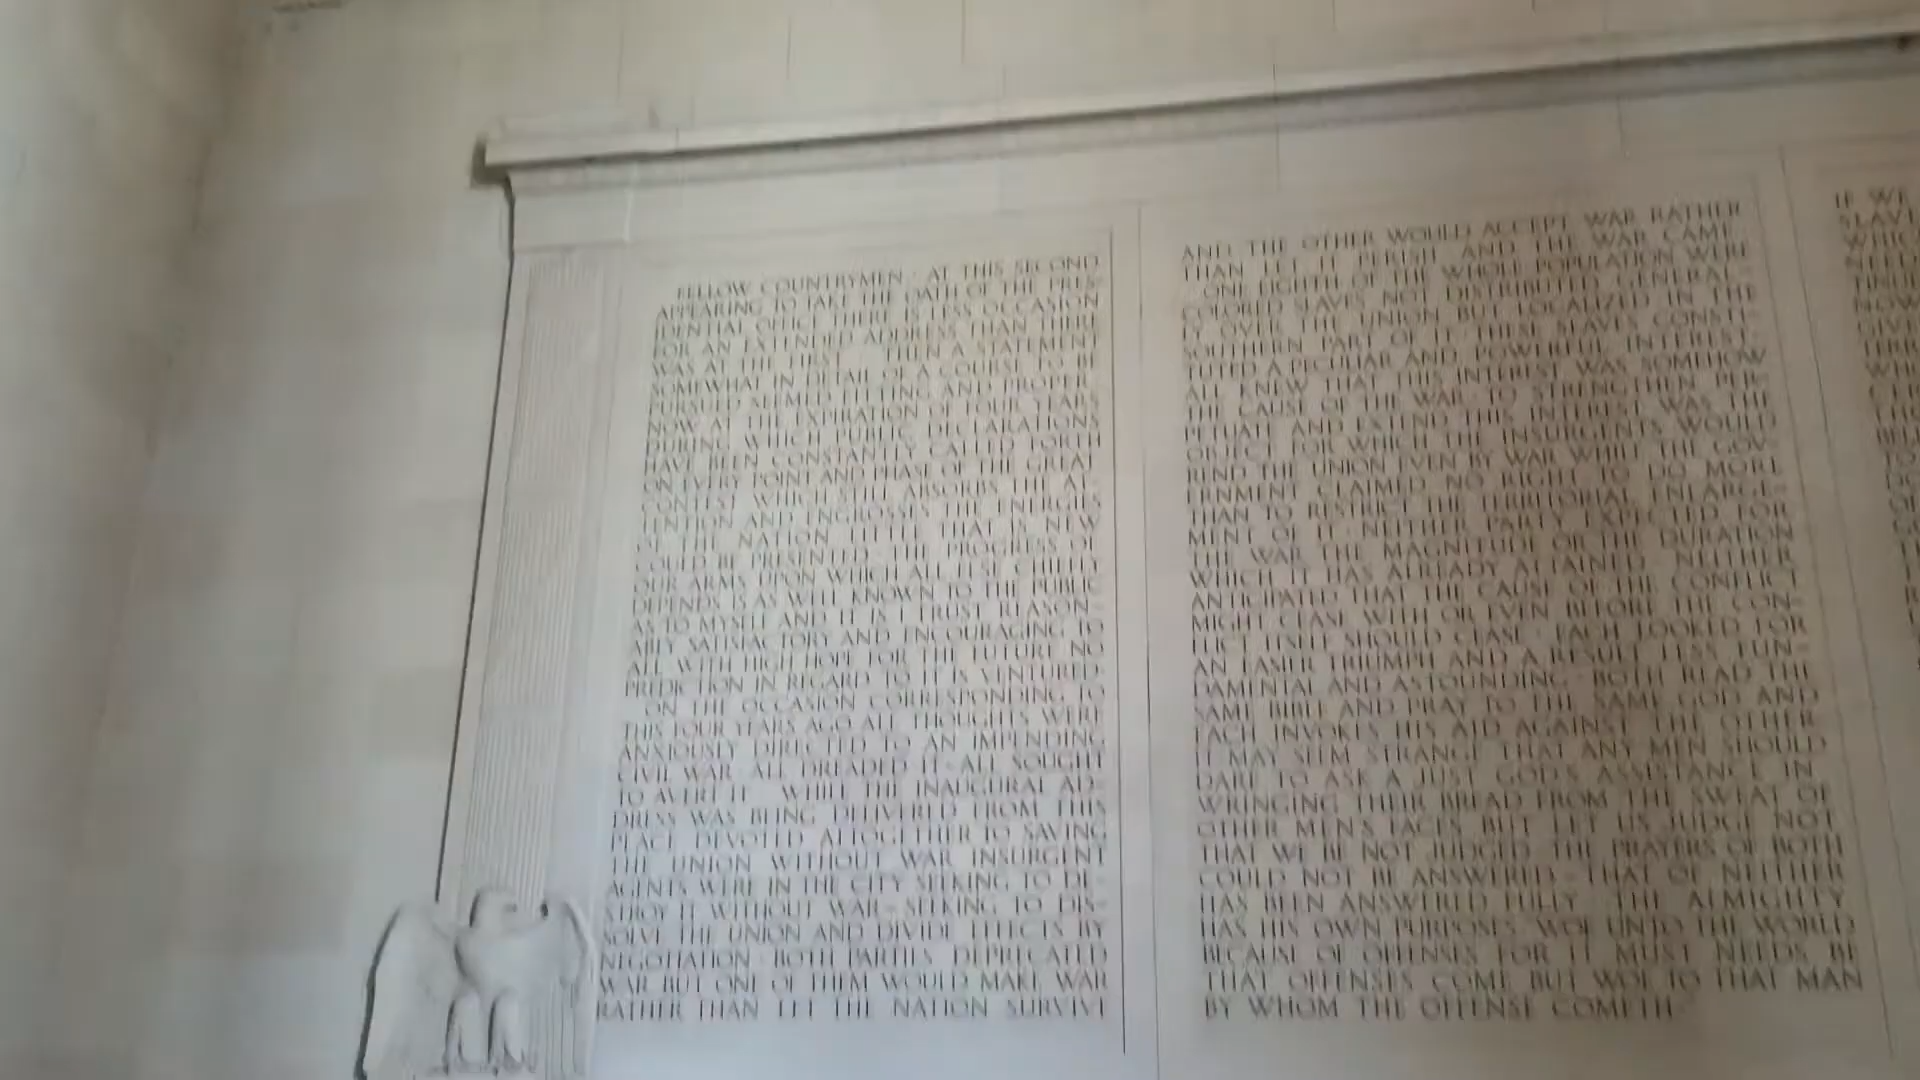 FELLOW COUNTRYMEN · AT THIS SECOND
APPEARING TO TAKE THE OATH OF THE PRES-
IDENTIAL OFFICE THERE IS LESS OCCASION
FOR AN EXTENDED ADDRESS THAN THERE
WAS AT THE FIRST THEN A STATEMENT
SOMEWHAT IN DETAIL OF A COURSE TO BE
PURSUED SEEMED FITTING AND PROPER
NOW AT THE EXPIRATION OF FOUR YEARS
DURING WHICH PUBLIC DECLARATIONS
HAVE BEEN CONSTANTLY CALLED FORTH
ON EVERY POINT AND PHASE OF THE GREAT
CONTEST WHICH STILL ABSORBS THE AT-
TENTION AND ENGROSSES THE ENERGIES
OF THE NATION LITTLE THAT IS NEW
COULD BE PRESENTED · THE PROGRESS OF
OUR ARMS UPON WHICH ALL ELSE CHIEFLY
DEPENDS IS AS WELL KNOWN TO THE PUBLIC
AS TO MYSELF AND IT IS I TRUST REASON-
ABLY SATISFACTORY AND ENCOURAGING TO
ALL WITH HIGH HOPE FOR THE FUTURE NO
PREDICTION IN REGARD TO IT IS VENTURED
ON THE OCCASION CORRESPONDING TO
THIS FOUR YEARS AGO ALL THOUGHTS WERE
ANXIOUSLY DIRECTED TO AN IMPENDING
CIVIL WAR · ALL DREADED IT · ALL SOUGHT
TO AVERT IT WHILE THE INAUGURAL AD-
DRESS WAS BEING DELIVERED FROM THIS
PLACE DEVOTED ALTOGETHER TO SAVING
THE UNION WITHOUT WAR INSURGENT
AGENTS WERE IN THE CITY SEEKING TO DE-
STROY IT WITHOUT WAR · SEEKING TO DIS-
SOLVE THE UNION AND DIVIDE EFFECTS BY
NEGOTIATION · BOTH PARTIES DEPRECATED
WAR BUT ONE OF THEM WOULD MAKE WAR
RATHER THAN LET THE NATION SURVIVE
AND THE OTHER WOULD ACCEPT WAR RATHER
THAN LET IT PERISH · AND THE WAR CAME
ONE EIGHTH OF THE WHOLE POPULATION WERE
COLORED SLAVES NOT DISTRIBUTED GENERAL-
LY OVER THE UNION BUT LOCALIZED IN THE
SOUTHERN PART OF IT · THESE SLAVES CONSTI-
TUTED A PECULIAR AND POWERFUL INTEREST
ALL KNEW THAT THIS INTEREST WAS SOMEHOW
THE CAUSE OF THE WAR · TO STRENGTHEN PER-
PETUATE AND EXTEND THIS INTEREST WAS THE
OBJECT FOR WHICH THE INSURGENTS WOULD
REND THE UNION EVEN BY WAR WHILE THE GOV-
ERNMENT CLAIMED NO RIGHT TO DO MORE
THAN TO RESTRICT THE TERRITORIAL ENLARGE-
MENT OF IT · NEITHER PARTY EXPECTED FOR
THE WAR THE MAGNITUDE OR THE DURATION
WHICH IT HAS ALREADY ATTAINED · NEITHER
ANTICIPATED THAT THE CAUSE OF THE CONFLICT
MIGHT CEASE WITH OR EVEN BEFORE THE CON-
FLICT ITSELF SHOULD CEASE · EACH LOOKED FOR
AN EASIER TRIUMPH AND A RESULT LESS FUN-
DAMENTAL AND ASTOUNDING · BOTH READ THE
SAME BIBLE AND PRAY TO THE SAME GOD AND
EACH INVOKES HIS AID AGAINST THE OTHER
IT MAY SEEM STRANGE THAT ANY MEN SHOULD
DARE TO ASK A JUST GOD'S ASSISTANCE IN
WRINGING THEIR BREAD FROM THE SWEAT OF
OTHER MEN'S FACES BUT LET US JUDGE NOT
THAT WE BE NOT JUDGED THE PRAYERS OF BOTH
COULD NOT BE ANSWERED · THAT OF NEITHER
HAS BEEN ANSWERED FULLY · THE ALMIGHTY
HAS HIS OWN PURPOSES · WOE UNTO THE WORLD
BECAUSE OF OFFENSES FOR IT MUST NEEDS BE
THAT OFFENSES COME BUT WOE TO THAT MAN
BY WHOM THE OFFENSE COMETH
IF WE